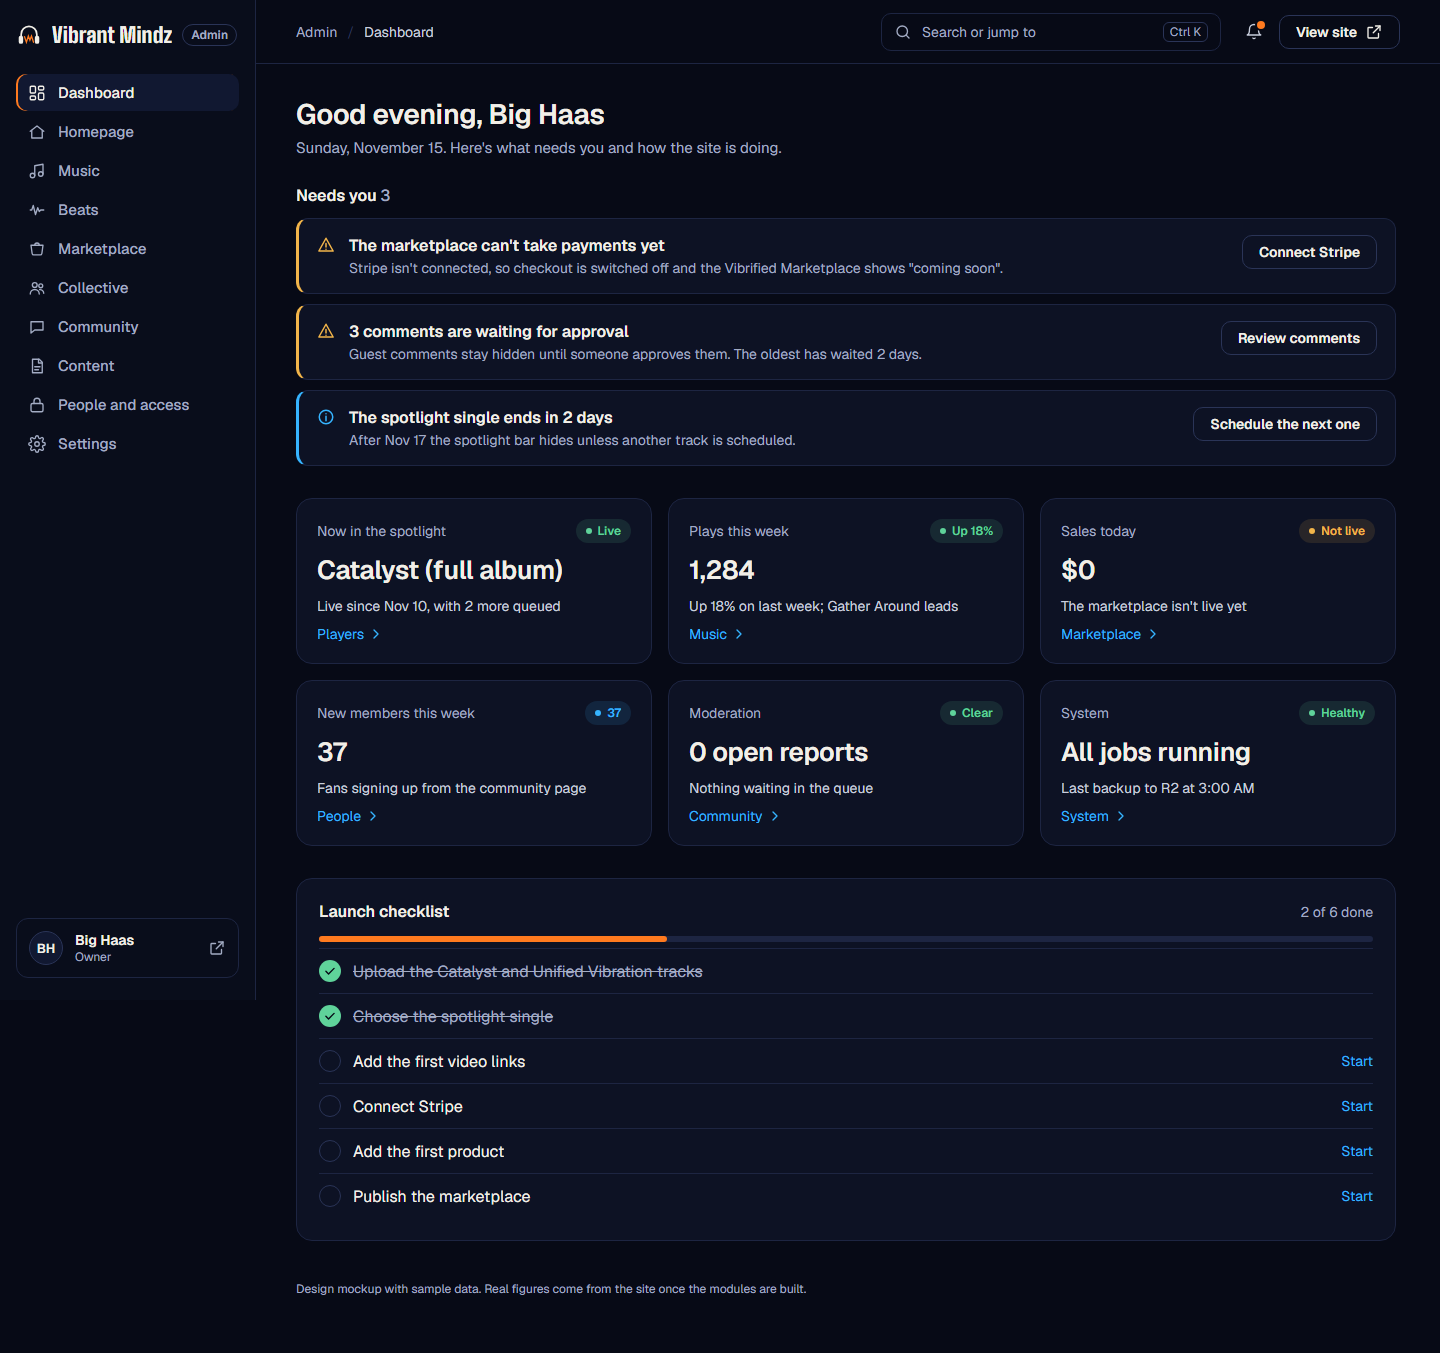 Vibrant Mindz
Admin
Dashboard
Homepage
Music
Beats
Marketplace
Collective
Community
Content
People and access
Settings
BH
Big Haas
Owner
Admin / Dashboard
Search or jump to
Ctrl K
View site
Good evening, Big Haas
Sunday, November 15. Here's what needs you and how the site is doing.
Needs you 3
The marketplace can't take payments yet
Stripe isn't connected, so checkout is switched off and the Vibrified Marketplace shows "coming soon".
Connect Stripe
3 comments are waiting for approval
Guest comments stay hidden until someone approves them. The oldest has waited 2 days.
Review comments
The spotlight single ends in 2 days
After Nov 17 the spotlight bar hides unless another track is scheduled.
Schedule the next one
Now in the spotlight
Live
Catalyst (full album)
Live since Nov 10, with 2 more queued
Players
Plays this week
Up 18%
1,284
Up 18% on last week; Gather Around leads
Music
Sales today
Not live
$0
The marketplace isn't live yet
Marketplace
New members this week
37
37
Fans signing up from the community page
People
Moderation
Clear
0 open reports
Nothing waiting in the queue
Community
System
Healthy
All jobs running
Last backup to R2 at 3:00 AM
System
Launch checklist
2 of 6 done
Upload the Catalyst and Unified Vibration tracks
Choose the spotlight single
Add the first video links
Start
Connect Stripe
Start
Add the first product
Start
Publish the marketplace
Start
Design mockup with sample data. Real figures come from the site once the modules are built.